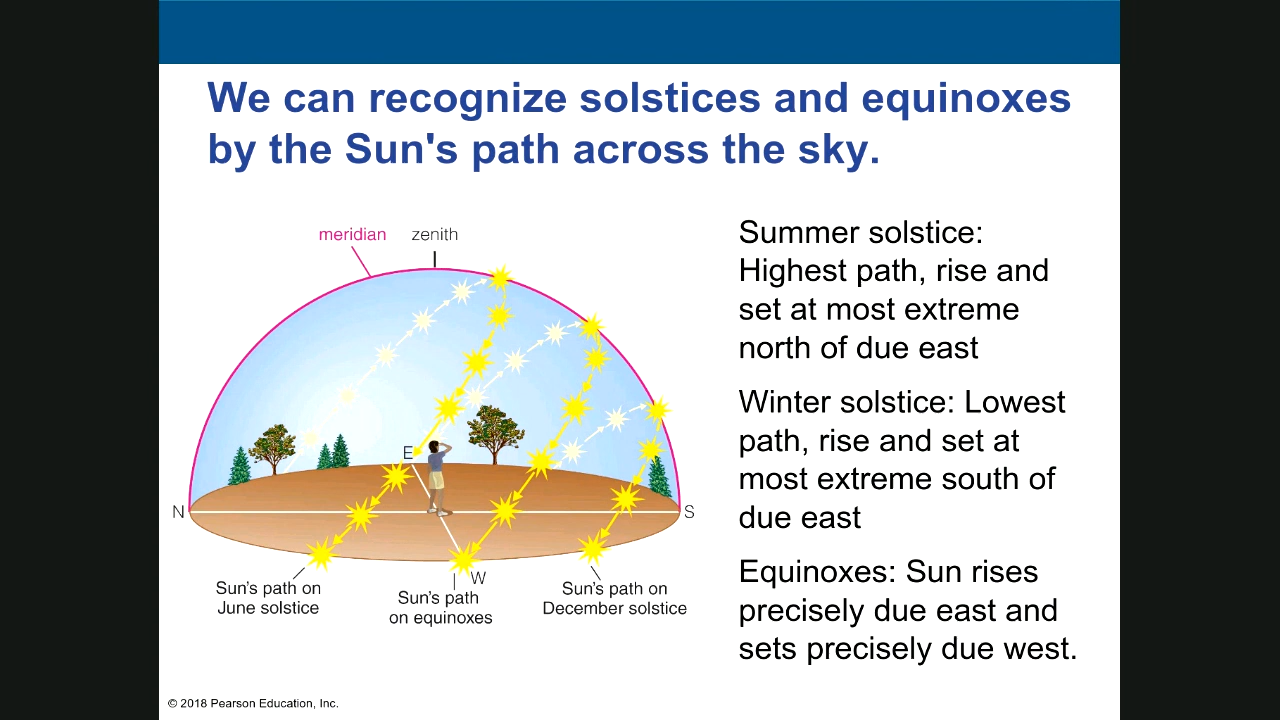 We can recognize solstices and equinoxes
by the Sun's path across the sky.
meridian
zenith
E
N
S
W
Sun's path on
June solstice
Sun's path
on equinoxes
Sun's path on
December solstice
Summer solstice:
Highest path, rise and
set at most extreme
north of due east
Winter solstice: Lowest
path, rise and set at
most extreme south of
due east
Equinoxes: Sun rises
precisely due east and
sets precisely due west.
© 2018 Pearson Education, Inc.